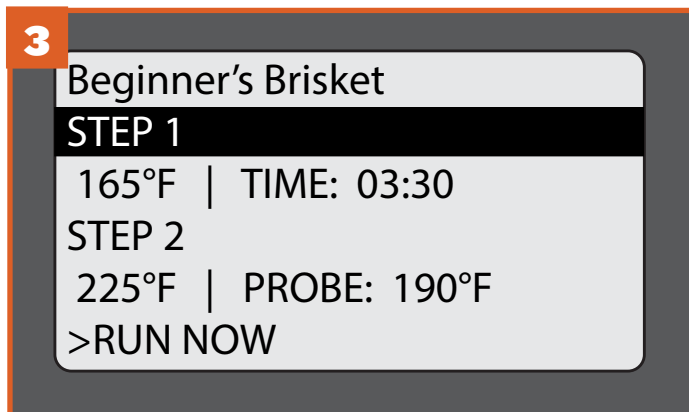 3
Beginner's Brisket
STEP 1
165°F | TIME: 03:30
STEP 2
225°F | PROBE: 190°F
>RUN NOW